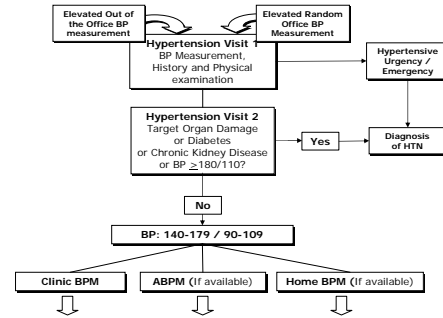 Elevated Out of
the Office BP
measurement
Elevated Random
Office BP
Measurement
Hypertension Visit 1
BP Measurement,
History and Physical
examination
Hypertensive
Urgency /
Emergency
Hypertension Visit 2
Target Organ Damage
or Diabetes
or Chronic Kidney Disease
or BP ≥180/110?
Yes
Diagnosis
of HTN
No
BP: 140-179 / 90-109
Clinic BPM
ABPM (If available)
Home BPM (If available)